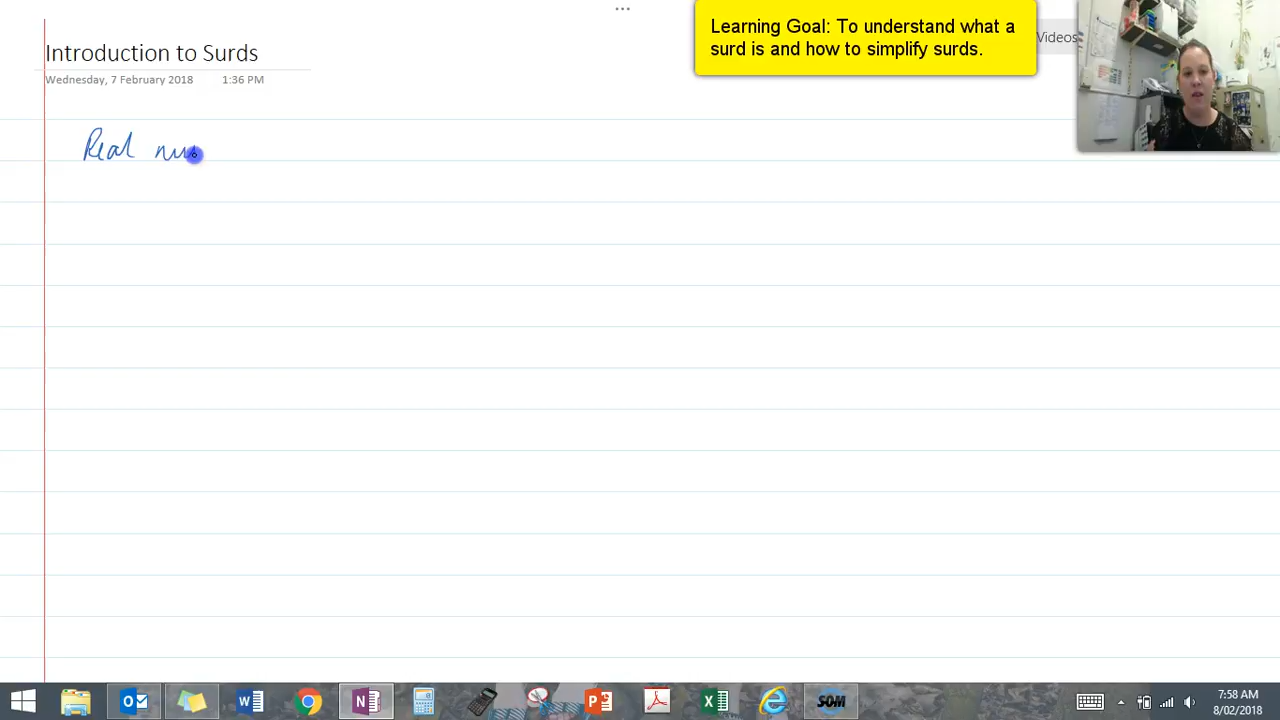 Learning Goal: To understand what a
surd is and how to simplify surds.
Videos
Introduction to Surds
Wednesday, 7 February 2018 1:36 PM
Real nu
7:58 AM
8/02/2018